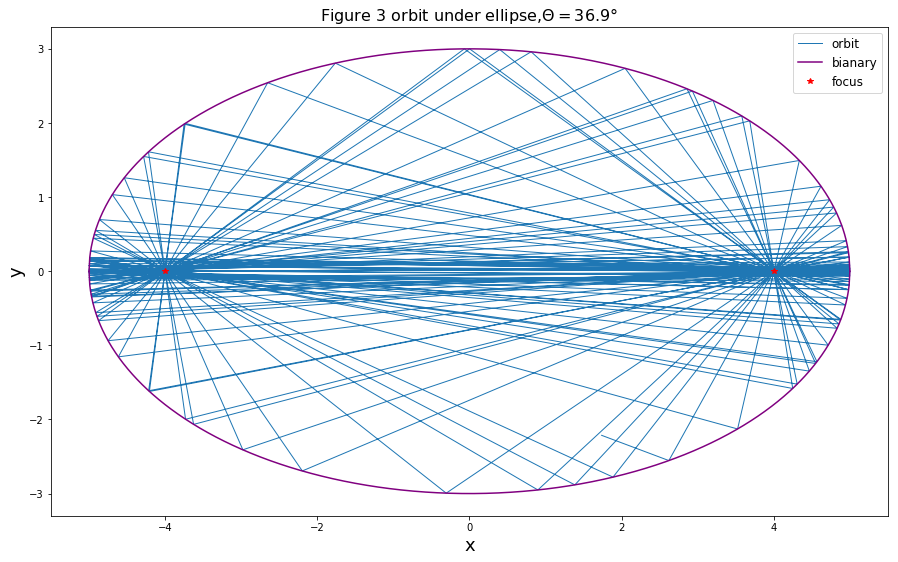 Figure 3 orbit under ellipse,Θ = 36.9°
orbit
bianary
focus
3
2
1
0
−1
−2
−3
y
−4
−2
0
2
4
x